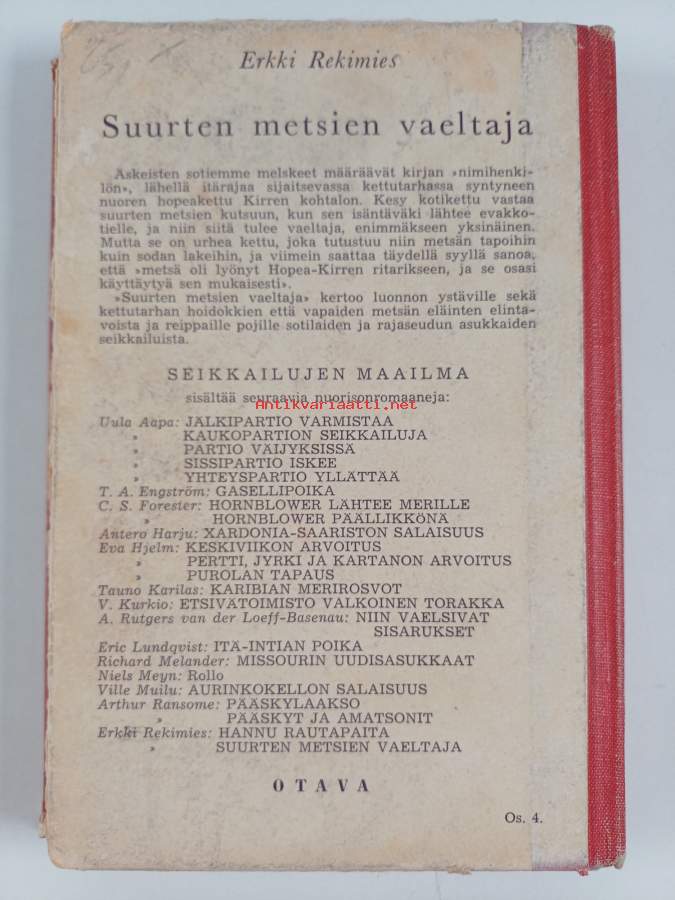 Erkki Rekimies
Suurten metsien vaeltaja
Askeisten sotiemme melskeet määräävät kirjan »nimihenki-
lön», lähellä itärajaa sijaitsevassa kettutarhassa syntyneen
nuoren hopeakettu Kirren kohtalon. Kesy kotikettu vastaa
suurten metsien kutsuun, kun sen isäntäväki lähtee evakko-
tielle, ja niin siitä tulee vaeltaja, enimmäkseen yksinäinen.
Mutta se on urhea kettu, joka tutustuu niin metsän tapoihin
kuin sodan lakeihin, ja viimein saattaa täydellä syyllä sanoa,
että »metsä oli lyönyt Hopea-Kirren ritarikseen, ja se osasi
käyttäytyä sen mukaisesti».
»Suurten metsien vaeltaja» kertoo luonnon ystäville sekä
kettutarhan hoidokkien että vapaiden metsän eläinten elinta-
voista ja reippaille pojille sotilaiden ja rajaseudun asukkaiden
seikkailuista.
SEIKKAILUJEN MAAILMA
sisältää seuraavia nuorisonromaaneja:
Antikvariaatti.net
Uula Aapa: JÄLKIPARTIO VARMISTAA
» KAUKOPARTION SEIKKAILUJA
» PARTIO VÄIJYKSISSÄ
» SISSIPARTIO ISKEE
» YHTEYSPARTIO YLLÄTTÄÄ
T. A. Engström: GASELLIPOIKA
C. S. Forester: HORNBLOWER LÄHTEE MERILLE
» HORNBLOWER PÄÄLLIKKÖNÄ
Antero Harju: XARDONIA-SAARISTON SALAISUUS
Eva Hjelm: KESKIVIIKON ARVOITUS
» PERTTI, JYRKI JA KARTANON ARVOITUS
» PUROLAN TAPAUS
Tauno Karilas: KARIBIAN MERIROSVOT
V. Kurkio: ETSIVÄTOIMISTO VALKOINEN TORAKKA
A. Rutgers van der Loeff-Basenau: NIIN VAELSIVAT
SISARUKSET
Eric Lundqvist: ITÄ-INTIAN POIKA
Richard Melander: MISSOURIN UUDISASUKKAAT
Niels Meyn: Rollo
Ville Muilu: AURINKOKELLON SALAISUUS
Arthur Ransome: PÄÄSKYLAAKSO
» PÄÄSKYT JA AMATSONIT
Erkki Rekimies: HANNU RAUTAPAITA
» SUURTEN METSIEN VAELTAJA
OTAVA
Os. 4.